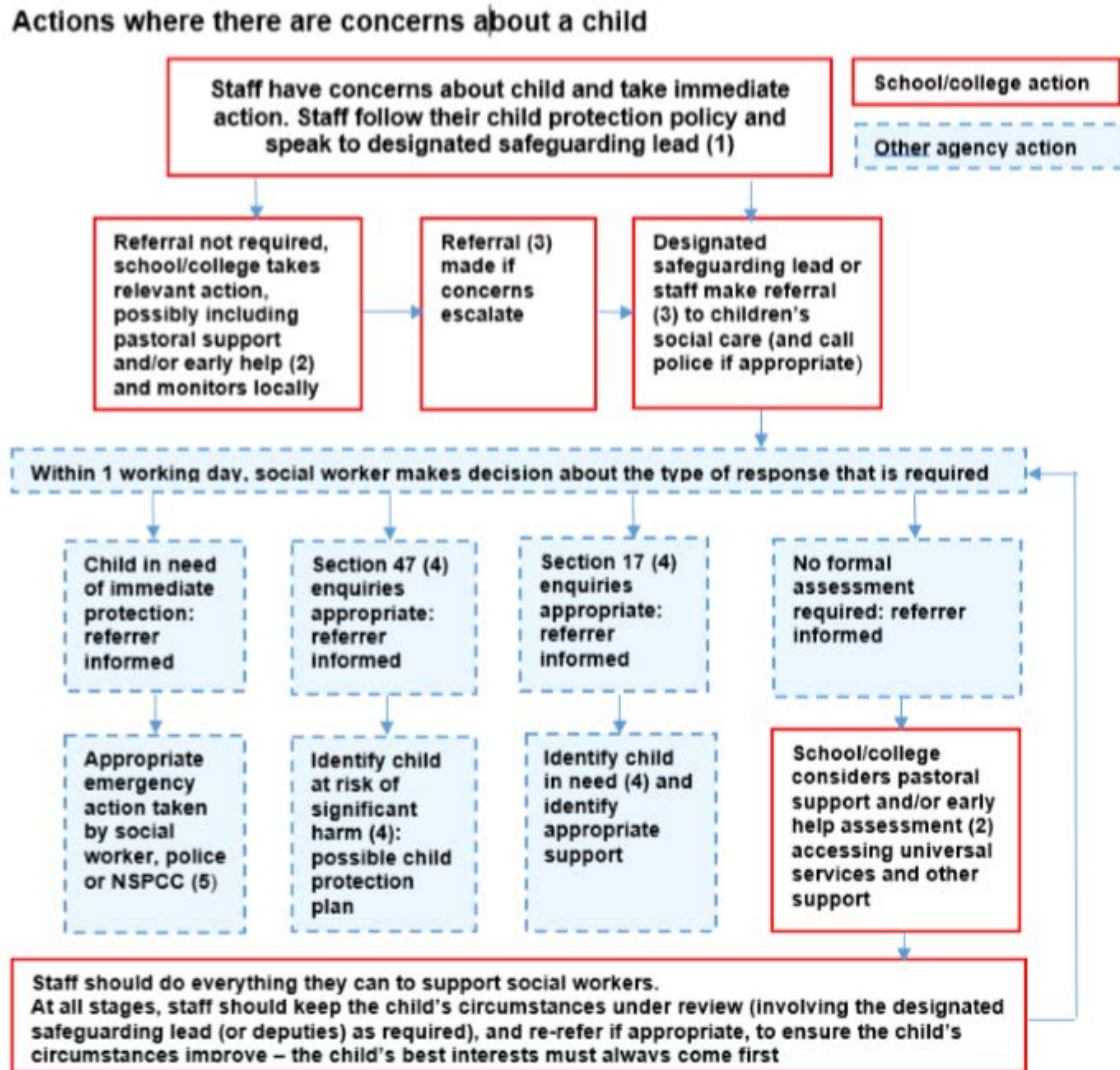 Actions where there are concerns about a child
Staff have concerns about child and take immediate
action. Staff follow their child protection policy and
speak to designated safeguarding lead (1)
School/college action
Other agency action
Referral not required,
school/college takes
relevant action,
possibly including
pastoral support
and/or early help (2)
and monitors locally
Referral (3)
made if
concerns
escalate
Designated
safeguarding lead or
staff make referral
(3) to children's
social care (and call
police if appropriate)
Within 1 working day, social worker makes decision about the type of response that is required
Child in need
of immediate
protection:
referrer
informed
Section 47 (4)
enquiries
appropriate:
referrer
informed
Section 17 (4)
enquiries
appropriate:
referrer
informed
No formal
assessment
required: referrer
informed
Appropriate
emergency
action taken
by social
worker, police
or NSPCC (5)
Identify child
at risk of
significant
harm (4):
possible child
protection
plan
Identify child
in need (4) and
identify
appropriate
support
School/college
considers pastoral
support and/or early
help assessment (2)
accessing universal
services and other
support
Staff should do everything they can to support social workers.
At all stages, staff should keep the child's circumstances under review (involving the designated
safeguarding lead (or deputies) as required), and re-refer if appropriate, to ensure the child's
circumstances improve – the child's best interests must always come first